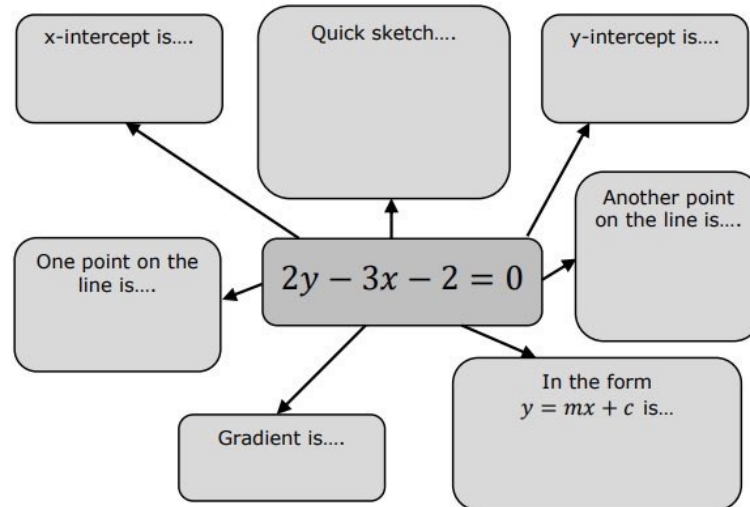 x-intercept is….
Quick sketch….
y-intercept is….
Another point
on the line is….
One point on the
line is….
2y − 3x − 2 = 0
In the form
y = mx + c is…
Gradient is….